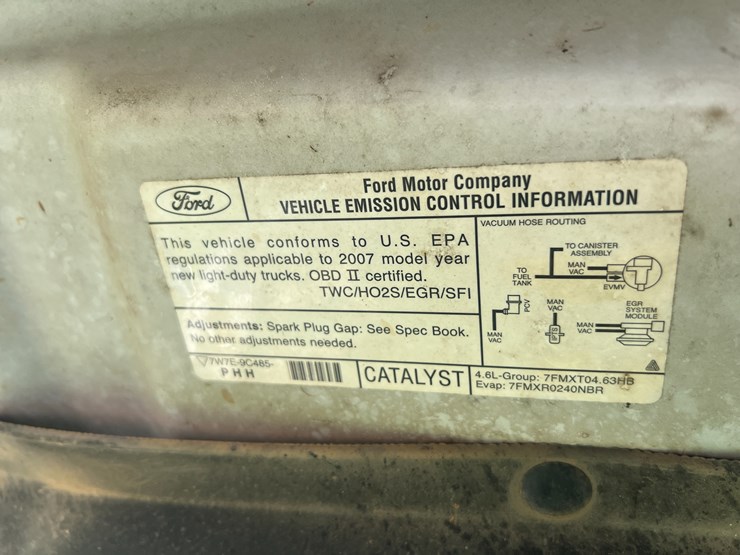 Ford
Ford Motor Company
VEHICLE EMISSION CONTROL INFORMATION
This vehicle conforms to U.S. EPA
regulations applicable to 2007 model year
new light-duty trucks. OBD II certified.
TWC/HO2S/EGR/SFI
Adjustments: Spark Plug Gap: See Spec Book.
No other adjustments needed.
7W7E-9C485-
PHH
CATALYST
VACUUM HOSE ROUTING
TO CANISTER
ASSEMBLY
MAN
VAC
TO
FUEL
TANK
EVMV
PCV
MAN
VAC
MAN
VAC
IPTS
EGR
SYSTEM
MODULE
MAN
VAC
4.6L-Group: 7FMXT04.63HB
Evap: 7FMXR0240NBR